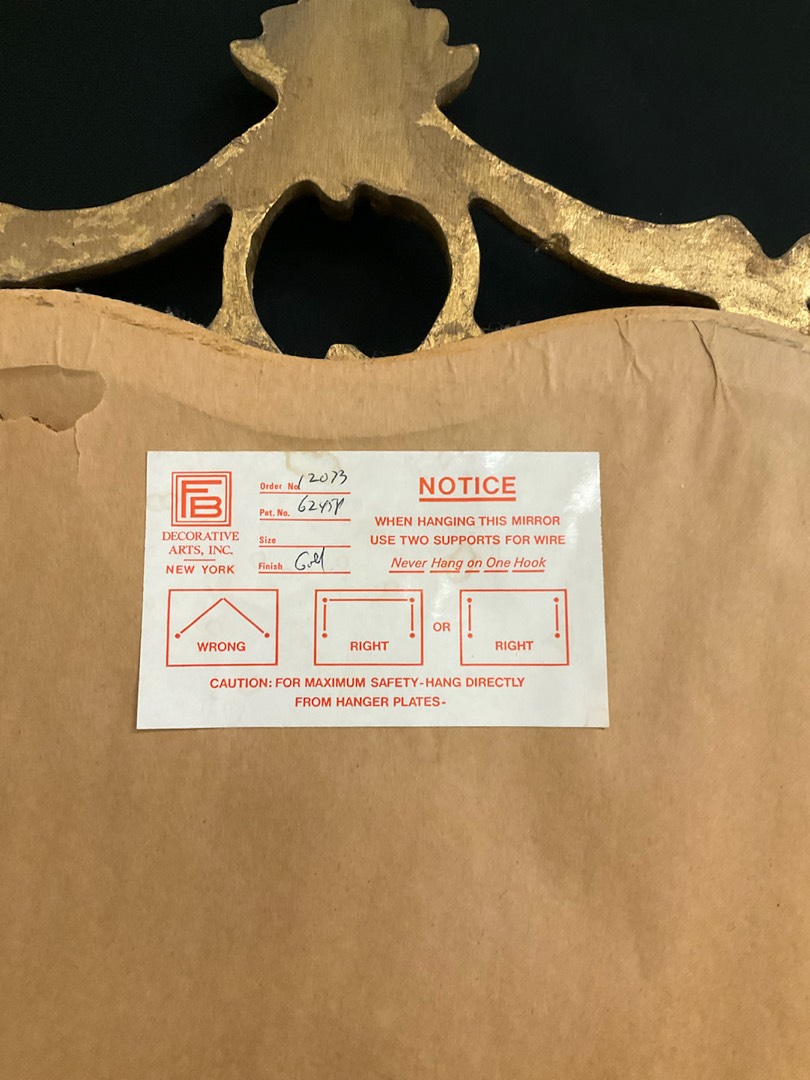 FB
DECORATIVE
ARTS, INC.
NEW YORK
Order No. 12073
Pat. No.
Size
Finish Gold
NOTICE
WHEN HANGING THIS MIRROR
USE TWO SUPPORTS FOR WIRE
Never Hang on One Hook
WRONG
RIGHT
OR
RIGHT
CAUTION: FOR MAXIMUM SAFETY-HANG DIRECTLY
FROM HANGER PLATES-